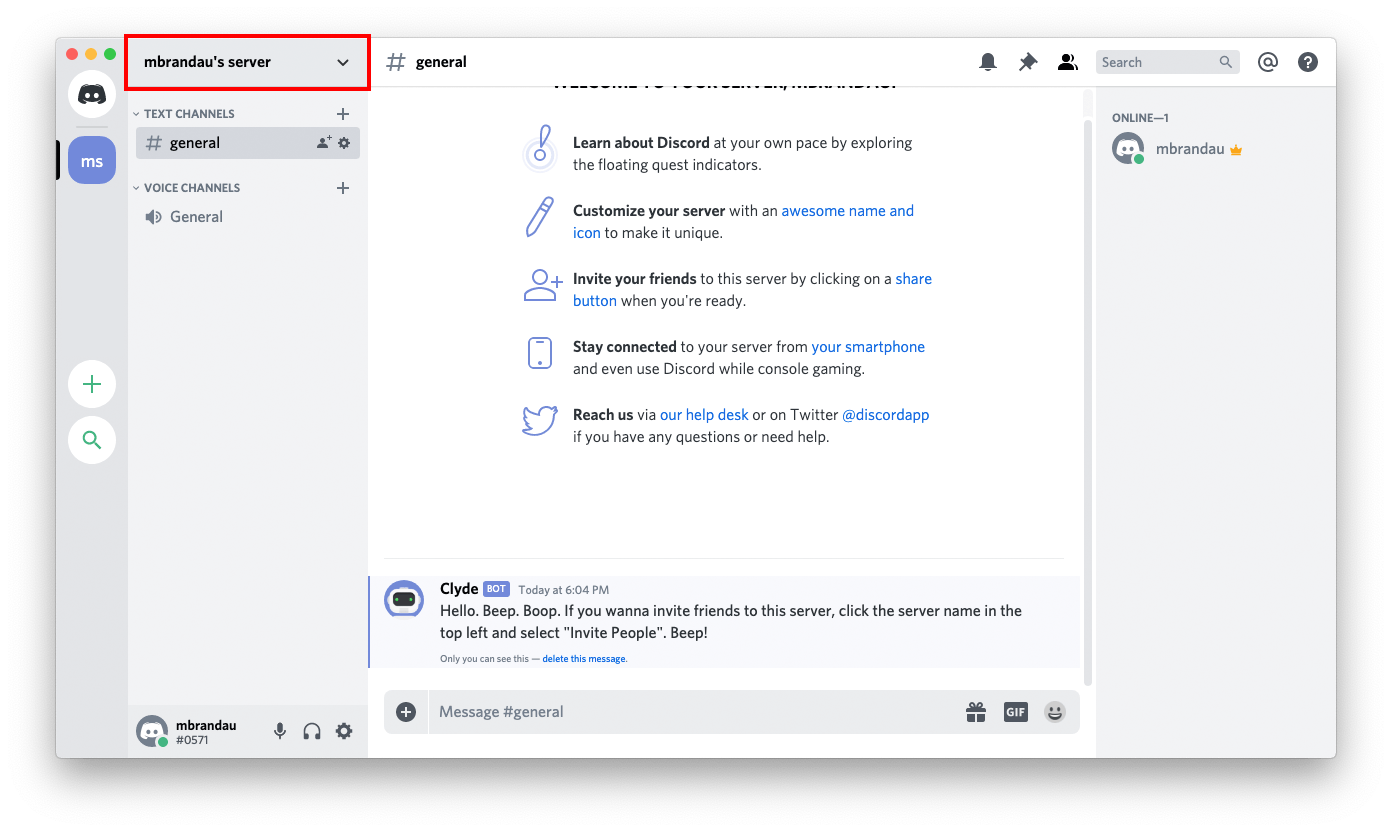 mbrandau's server
general
Search
TEXT CHANNELS
general
ms
VOICE CHANNELS
General
WELCOME TO YOUR SERVER, MBRANDAU!
Learn about Discord at your own pace by exploring
the floating quest indicators.
Customize your server with an awesome name and
icon to make it unique.
Invite your friends to this server by clicking on a share
button when you're ready.
Stay connected to your server from your smartphone
and even use Discord while console gaming.
Reach us via our help desk or on Twitter @discordapp
if you have any questions or need help.
Clyde BOT Today at 6:04 PM
Hello. Beep. Boop. If you wanna invite friends to this server, click the server name in the
top left and select "Invite People". Beep!
Only you can see this — delete this message.
Message #general
GIF
mbrandau
#0571
ONLINE—1
mbrandau